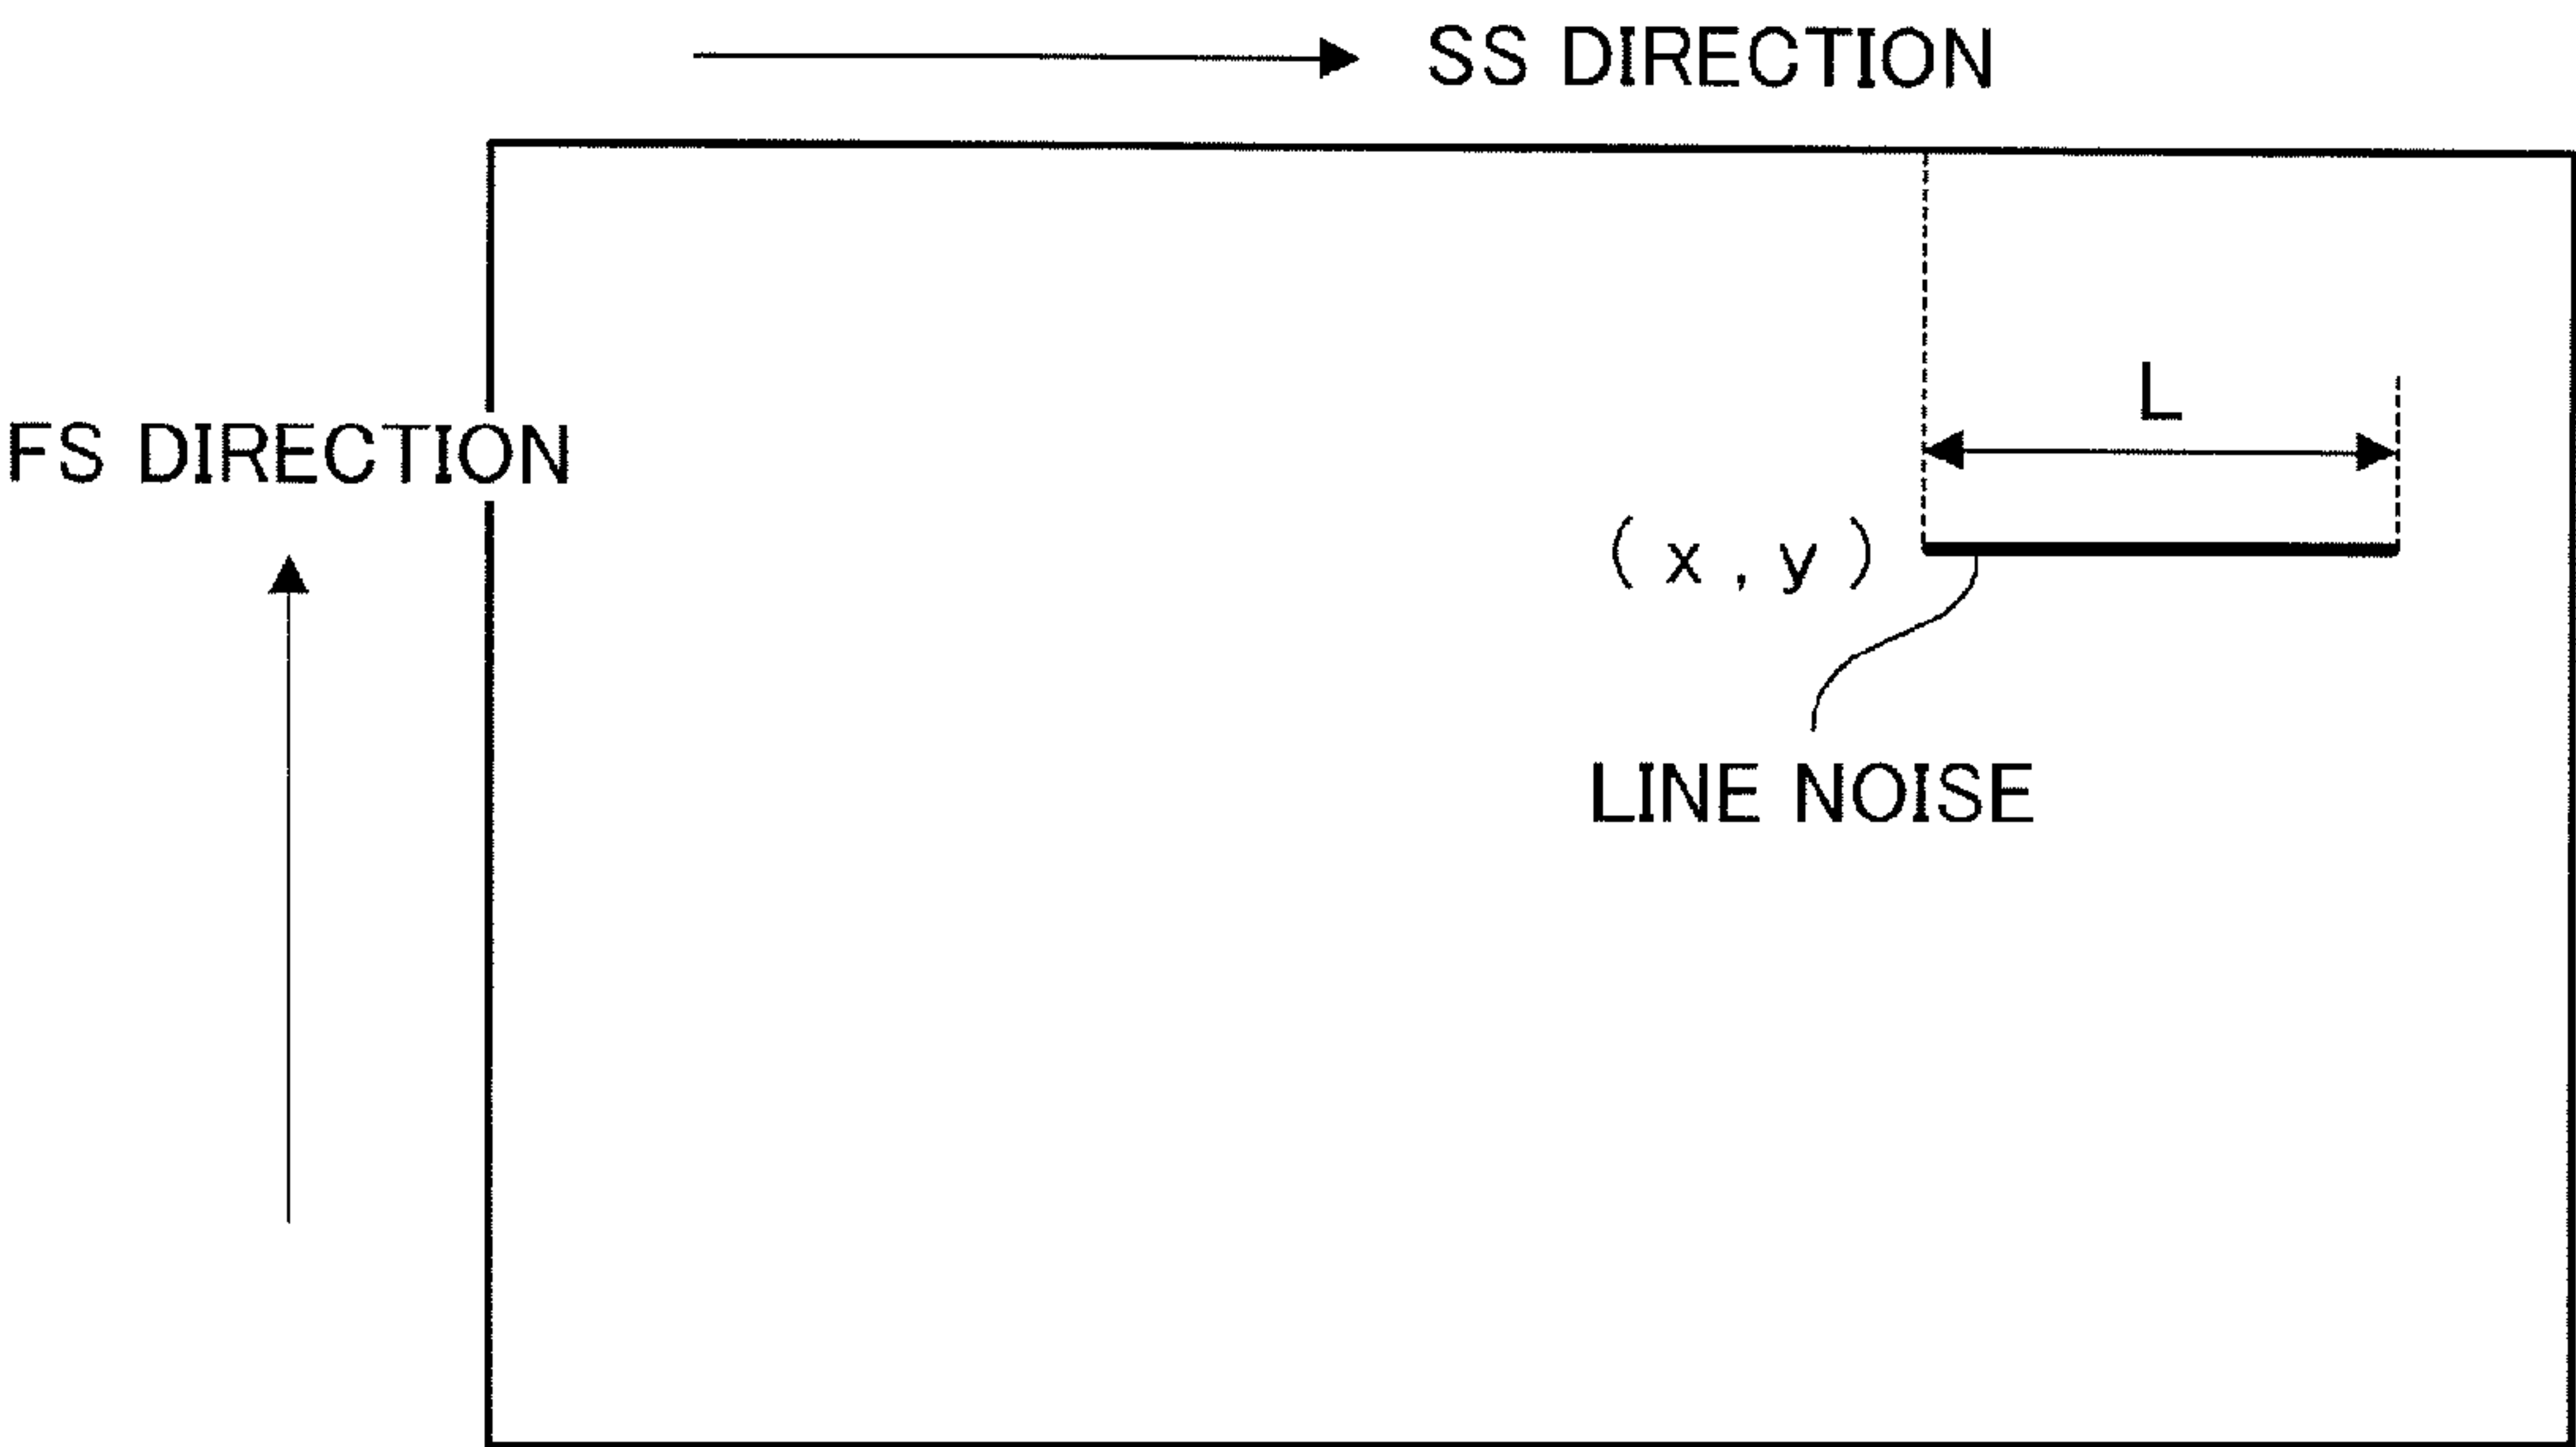 SS DIRECTION
L
FS DIRECTION
( x , y )
LINE NOISE